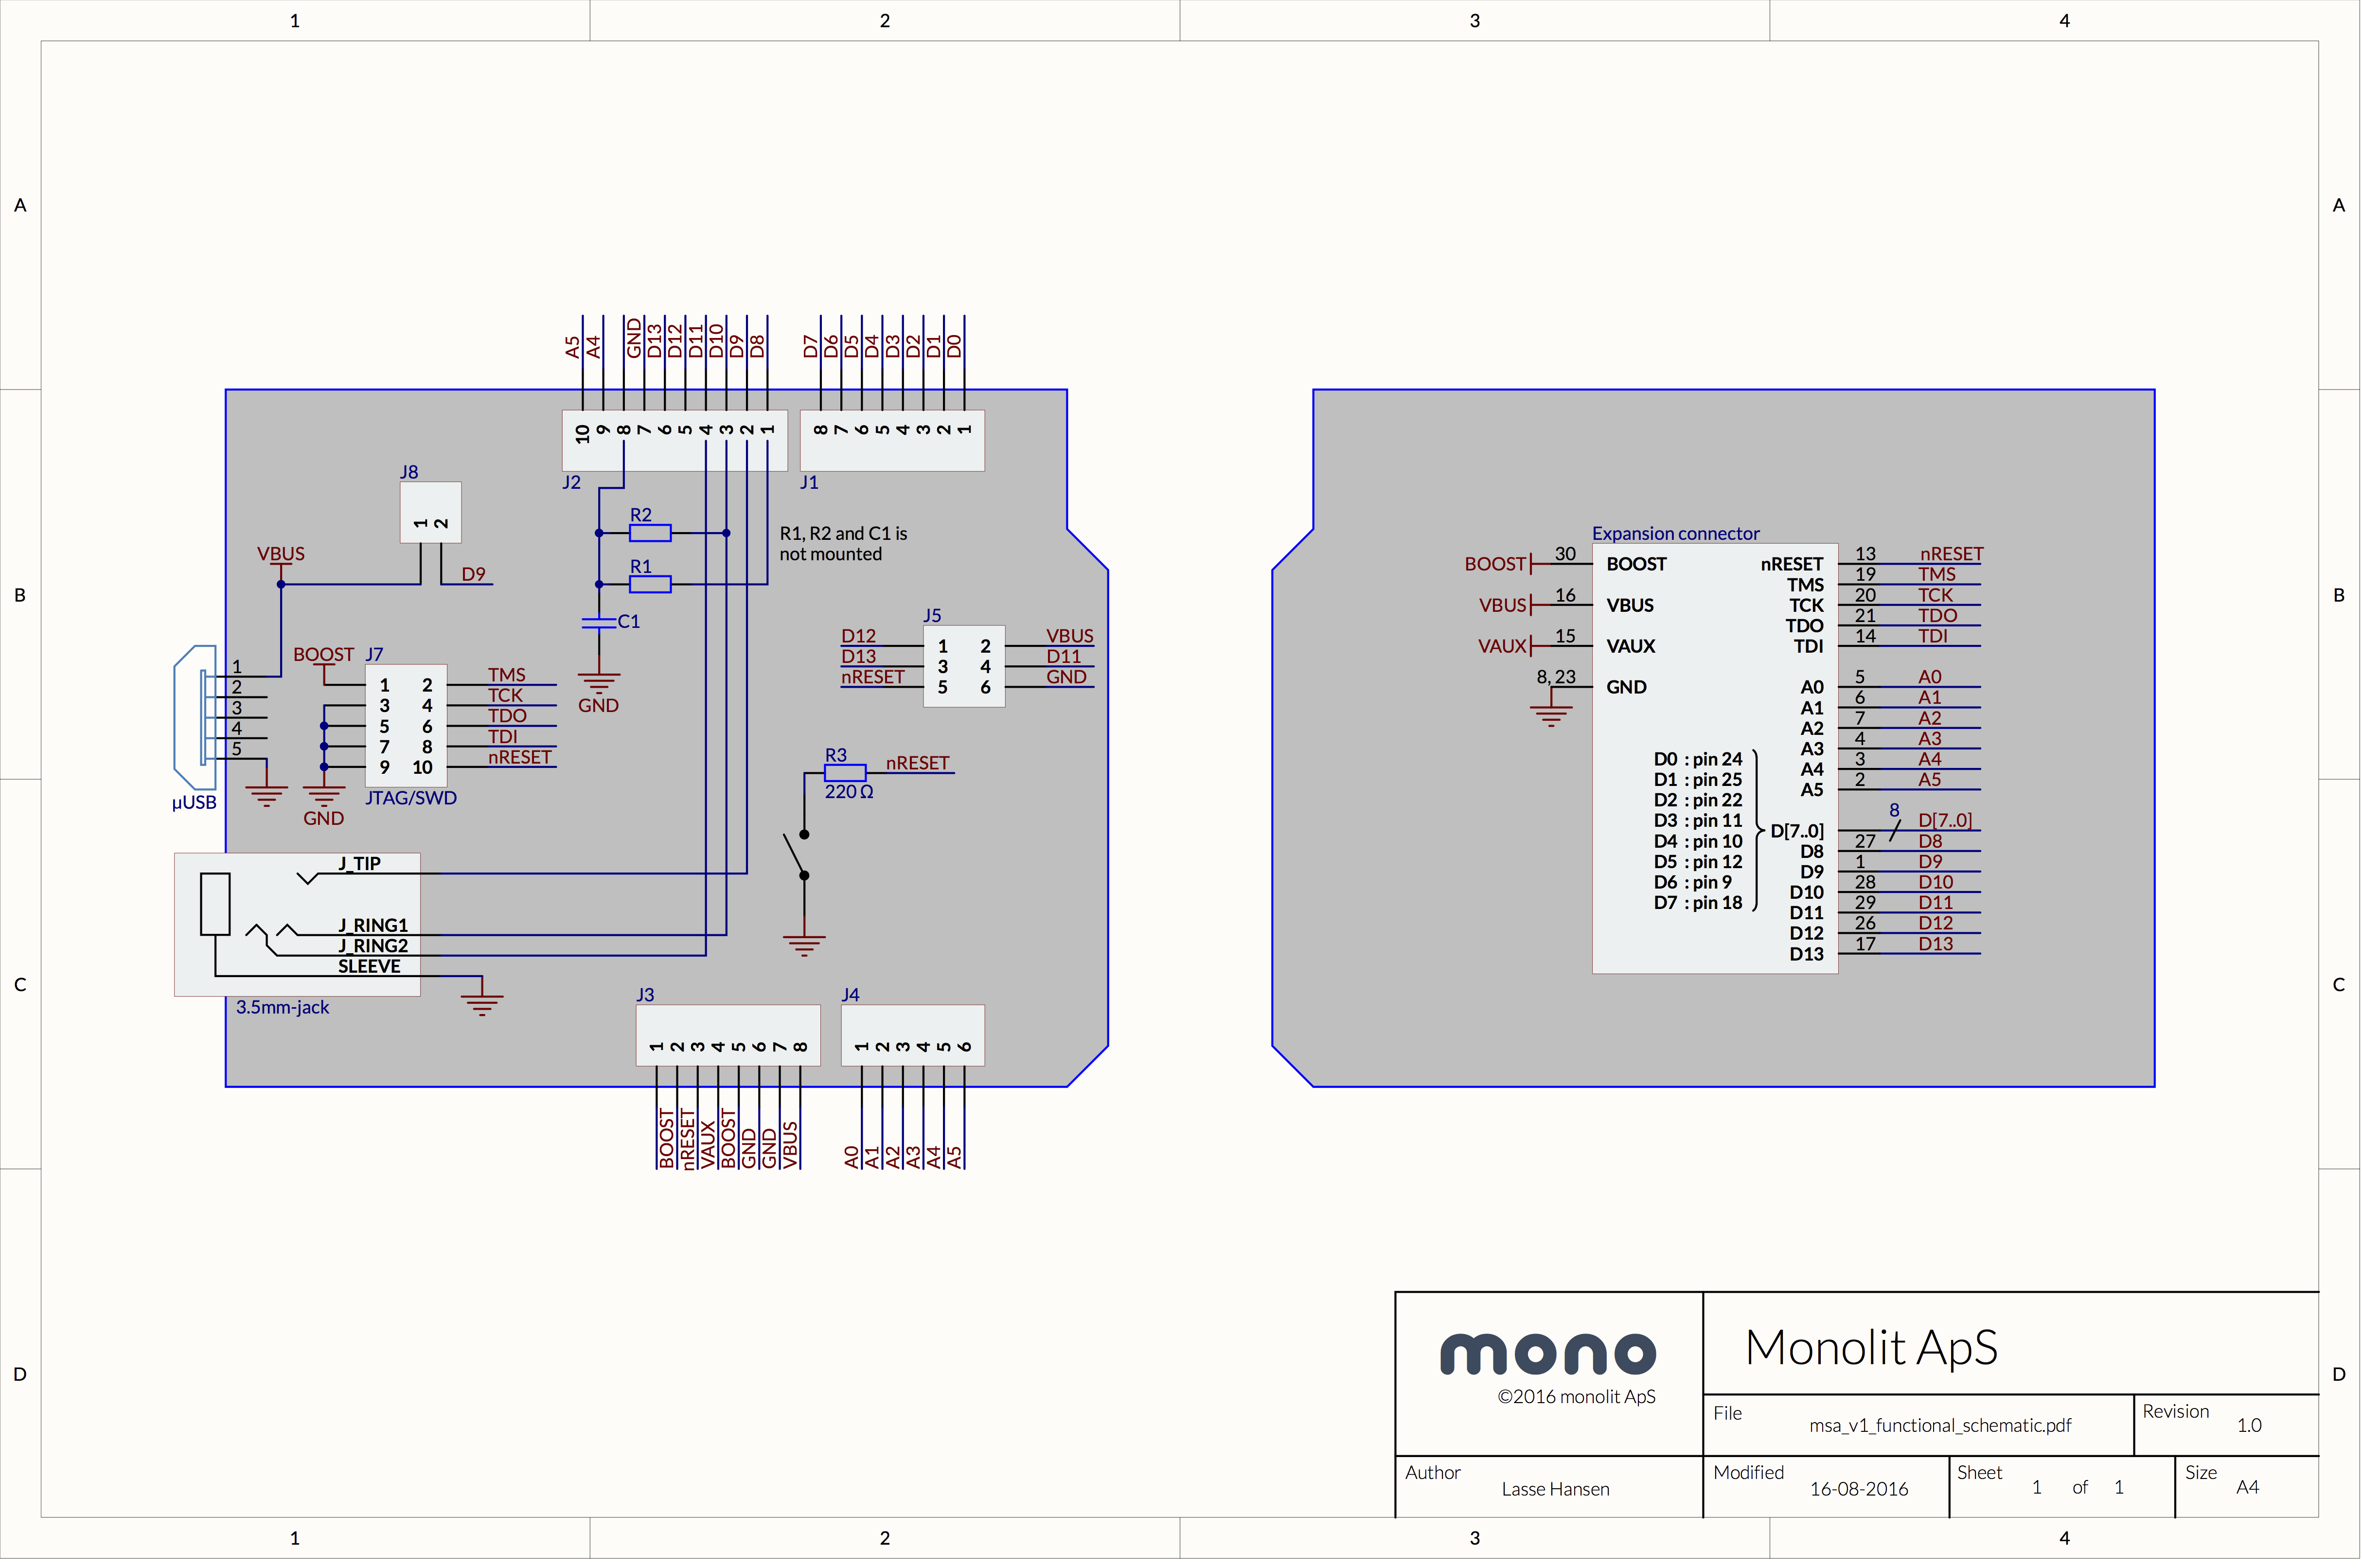 1 2 3 4
A A
B B
C C
D D
1 2 3 4
A5 A4 GND D13 D12 D11 D10 D9 D8
D7 D6 D5 D4 D3 D2 D1 D0
10 9 8 7 6 5 4 3 2 1
8 7 6 5 4 3 2 1
J2
J1
J8
1 2
VBUS
D9
R2
R1
C1
GND
R1, R2 and C1 is
not mounted
J5
D12 1 2 VBUS
D13 3 4 D11
nRESET 5 6 GND
1
2
3
4
5
µUSB
BOOST
J7
1 2 TMS
3 4 TCK
5 6 TDO
7 8 TDI
9 10 nRESET
JTAG/SWD
GND
R3
220 Ω
nRESET
J_TIP
J_RING1
J_RING2
SLEEVE
3.5mm-jack
J3
1 2 3 4 5 6 7 8
BOOST nRESET VAUX BOOST GND GND VBUS
J4
1 2 3 4 5 6
A0 A1 A2 A3 A4 A5
Expansion connector
BOOST 30 BOOST
VBUS 16 VBUS
VAUX 15 VAUX
8, 23 GND
nRESET 13 nRESET
TMS 19 TMS
TCK 20 TCK
TDO 21 TDO
TDI 14 TDI
A0 5 A0
A1 6 A1
A2 7 A2
A3 4 A3
A4 3 A4
A5 2 A5
D0 : pin 24
D1 : pin 25
D2 : pin 22
D3 : pin 11
D4 : pin 10
D5 : pin 12
D6 : pin 9
D7 : pin 18
D[7..0] 8 D[7..0]
D8 27 D8
D9 1 D9
D10 28 D10
D11 29 D11
D12 26 D12
D13 17 D13
mono
©2016 monolit ApS
Monolit ApS
File msa_v1_functional_schematic.pdf
Revision 1.0
Author Lasse Hansen
Modified 16-08-2016
Sheet 1 of 1
Size A4